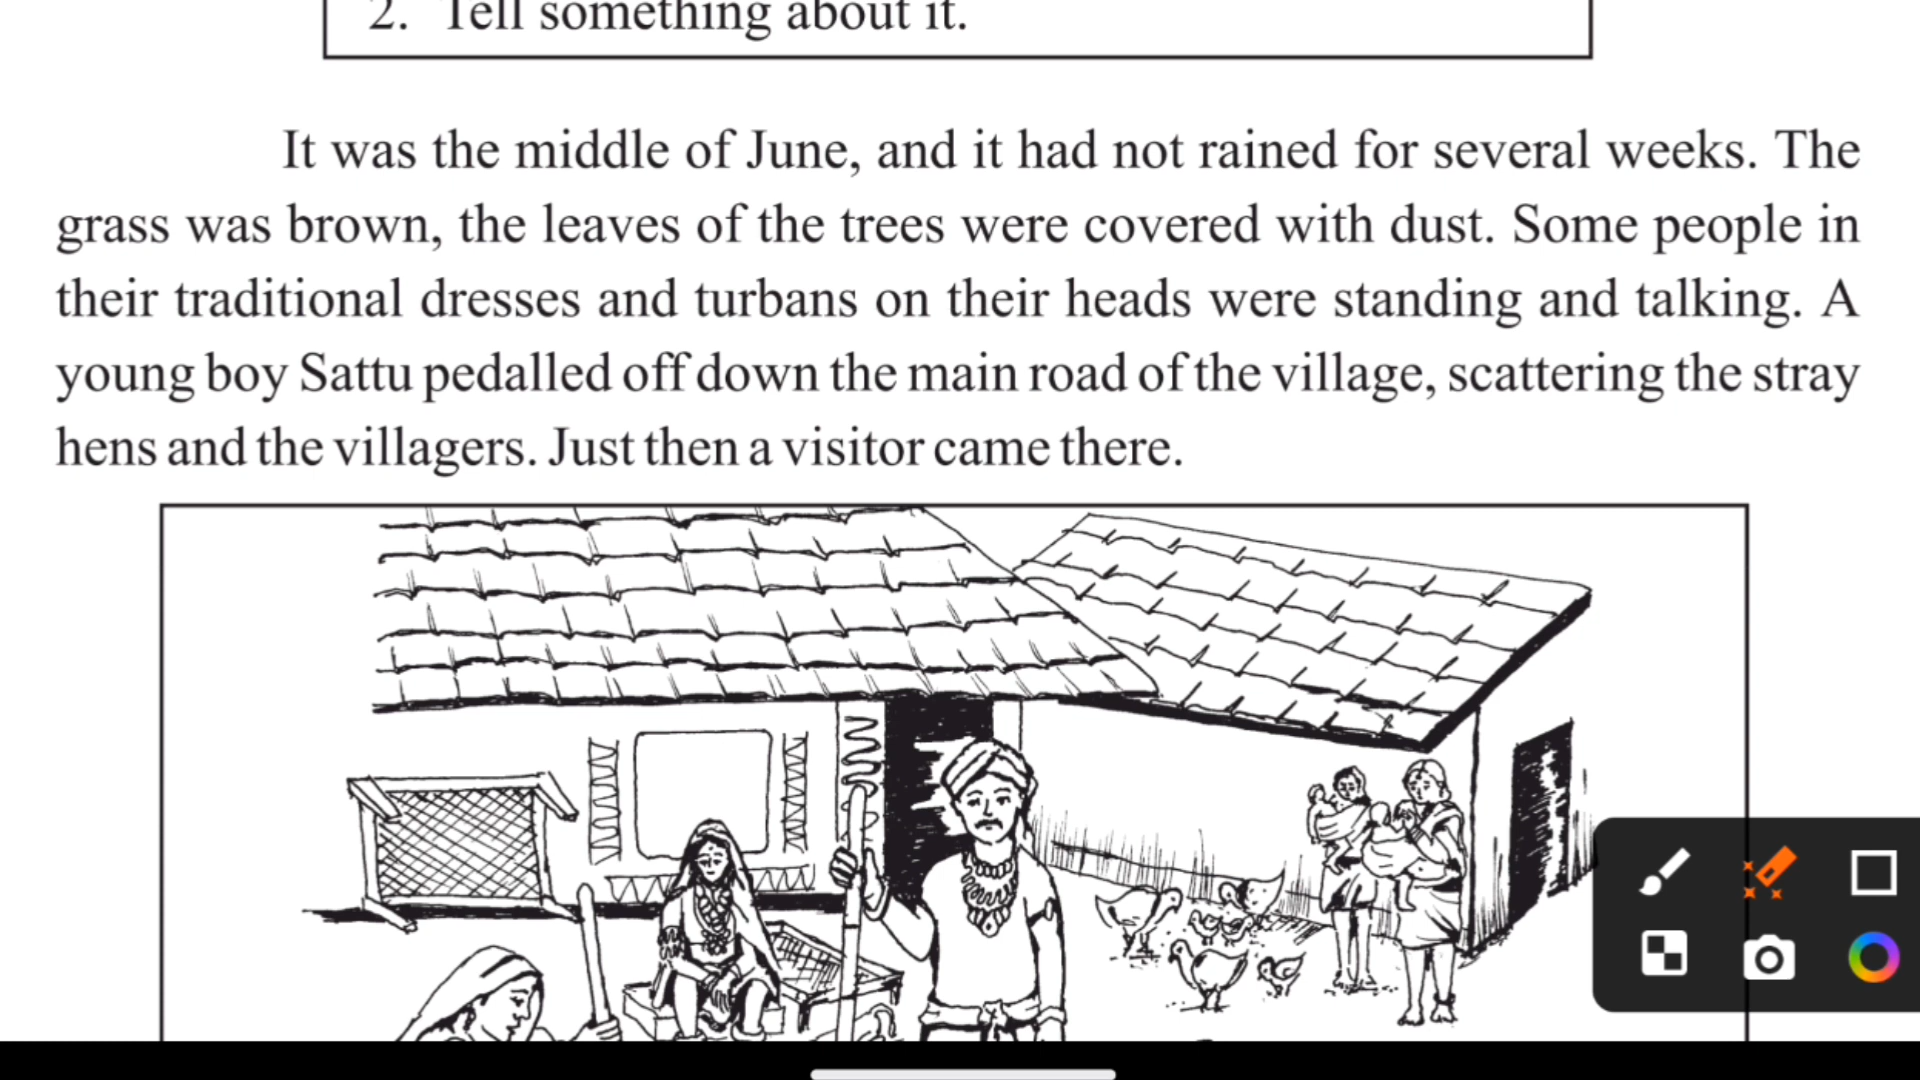 2. Tell something about it.
It was the middle of June, and it had not rained for several weeks. The
grass was brown, the leaves of the trees were covered with dust. Some people in
their traditional dresses and turbans on their heads were standing and talking. A
young boy Sattu pedalled off down the main road of the village, scattering the stray
hens and the villagers. Just then a visitor came there.